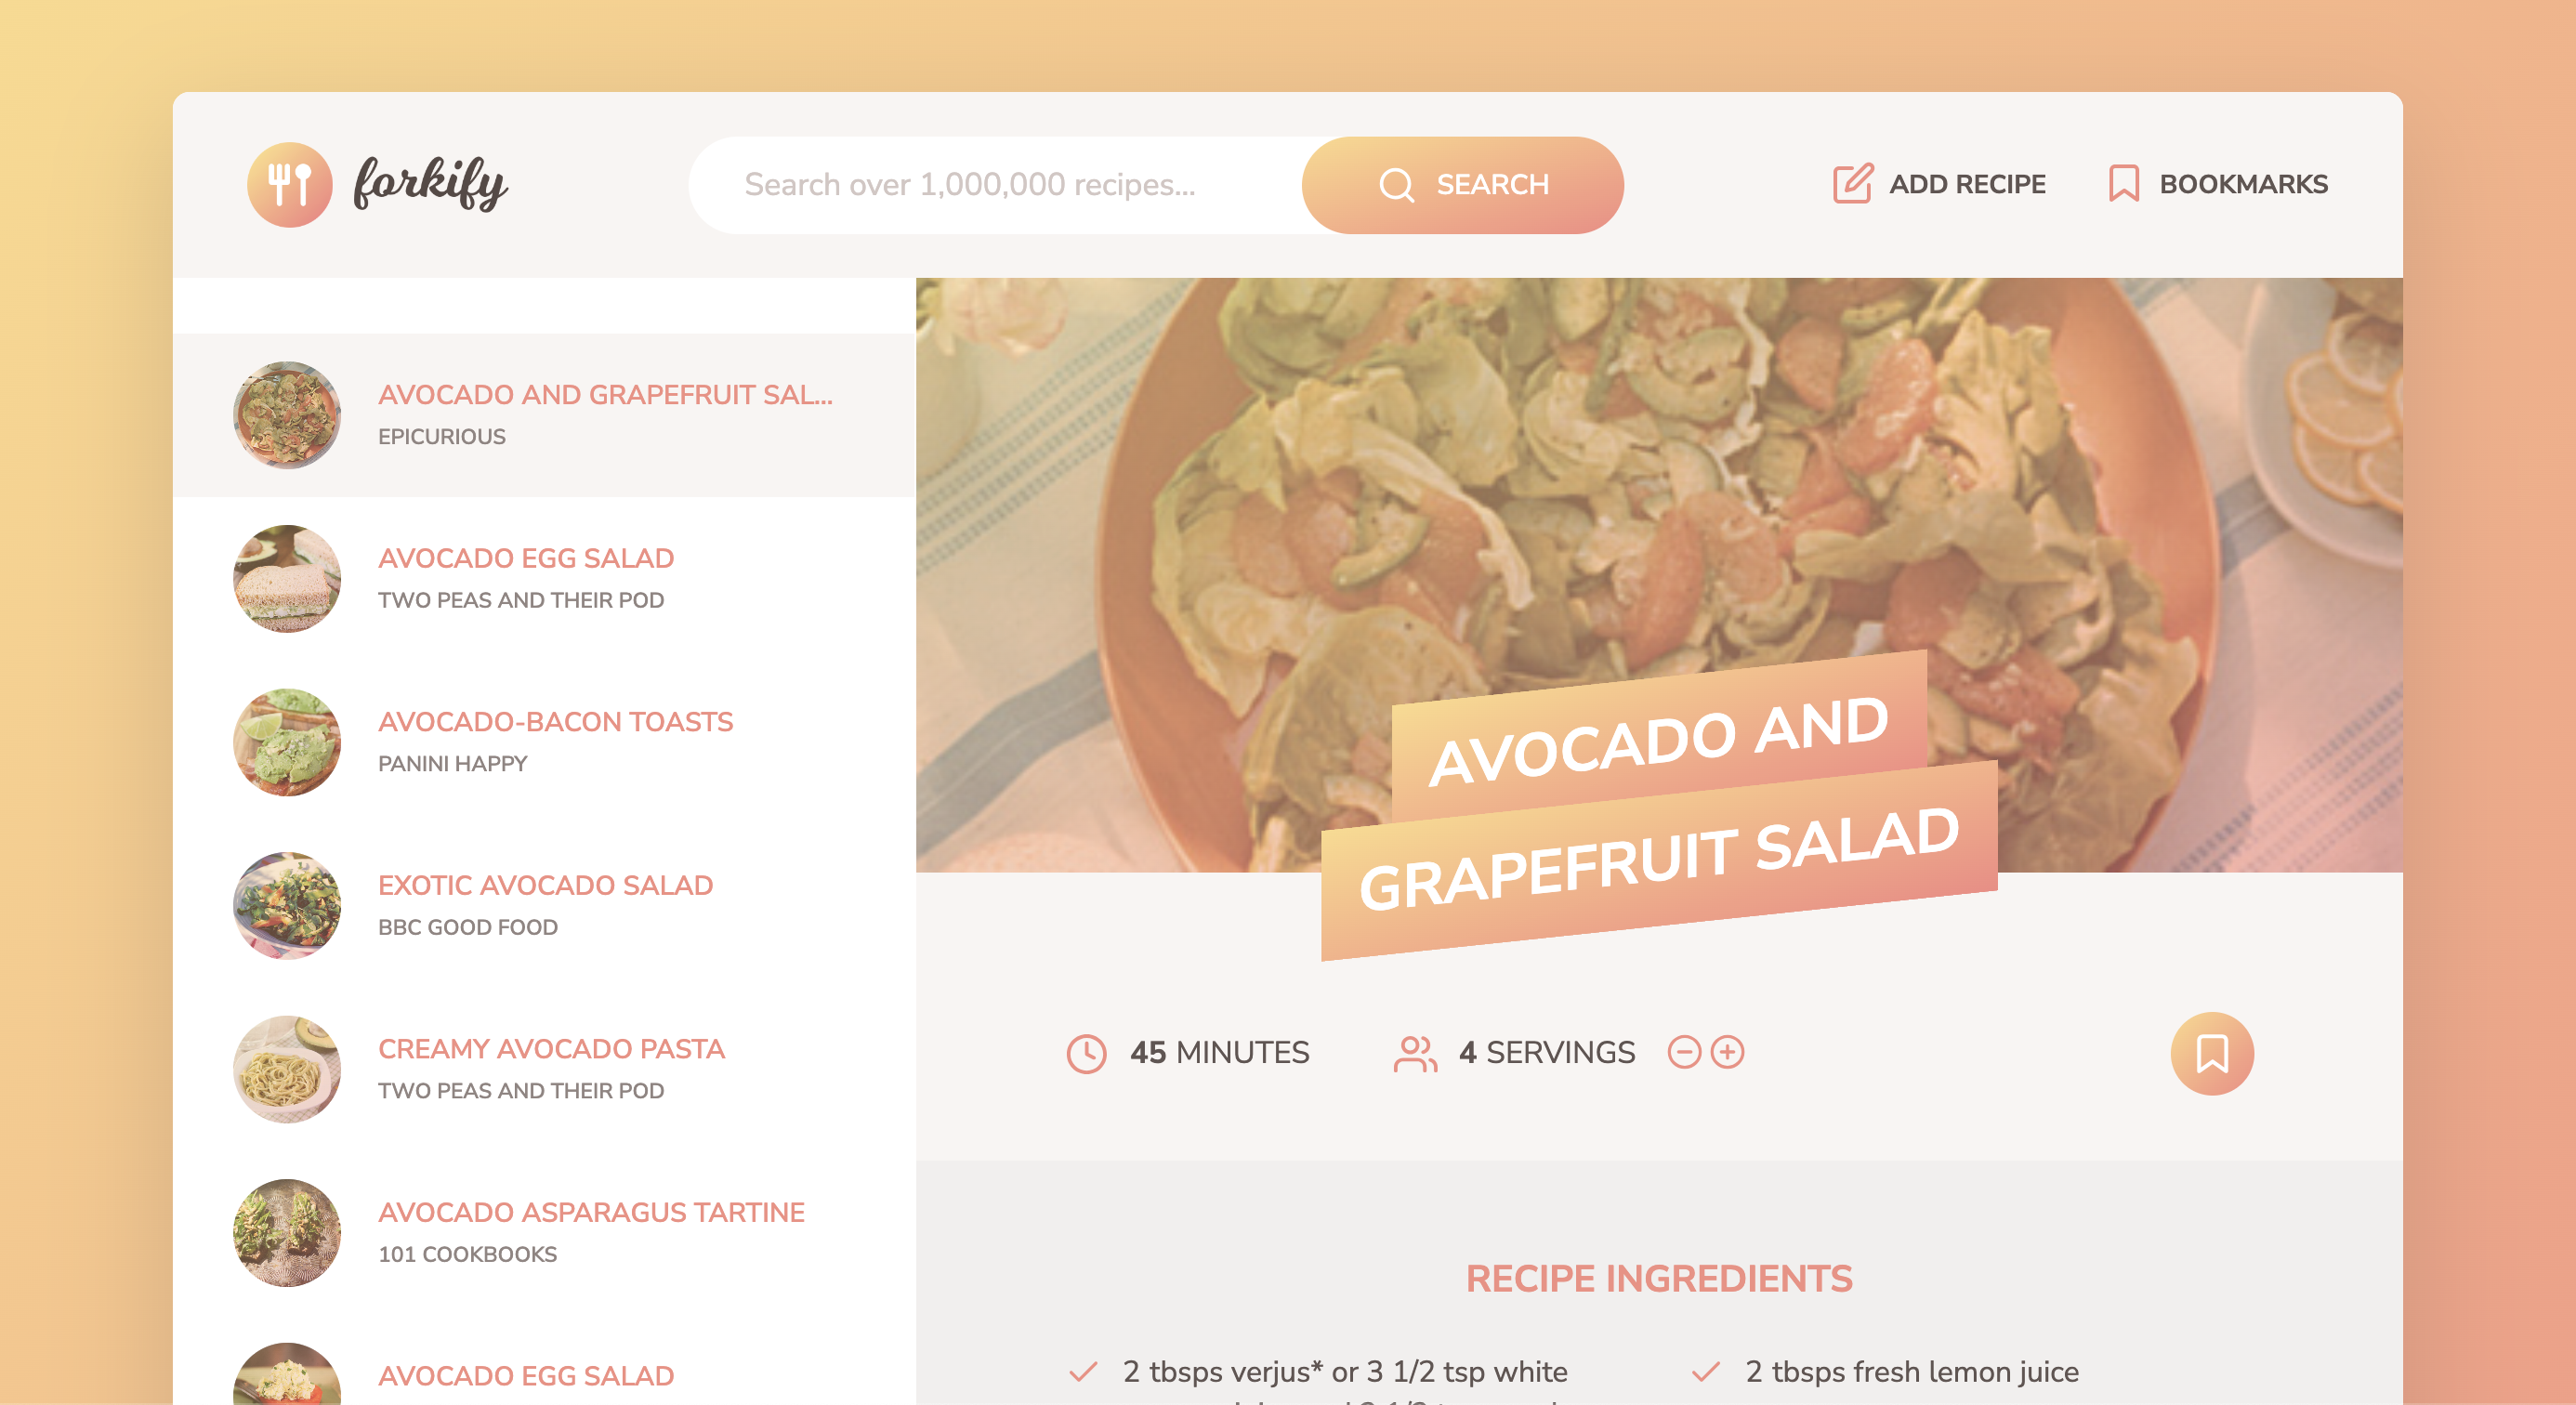 forkify
Search over 1,000,000 recipes...
SEARCH
ADD RECIPE
BOOKMARKS
AVOCADO AND GRAPEFRUIT SAL...
EPICURIOUS
AVOCADO EGG SALAD
TWO PEAS AND THEIR POD
AVOCADO-BACON TOASTS
PANINI HAPPY
EXOTIC AVOCADO SALAD
BBC GOOD FOOD
CREAMY AVOCADO PASTA
TWO PEAS AND THEIR POD
AVOCADO ASPARAGUS TARTINE
101 COOKBOOKS
AVOCADO EGG SALAD
AVOCADO AND
GRAPEFRUIT SALAD
45 MINUTES
4 SERVINGS
RECIPE INGREDIENTS
2 tbsps verjus* or 3 1/2 tsp white
2 tbsps fresh lemon juice